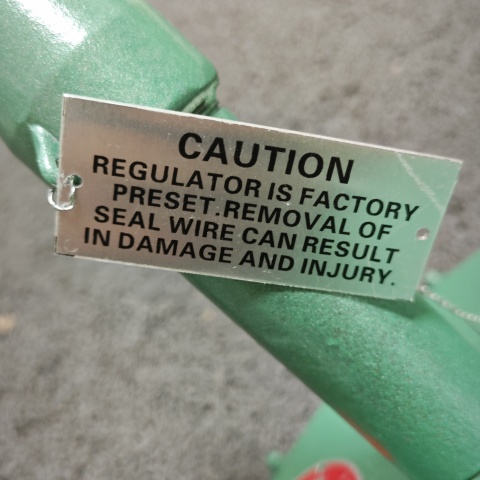 CAUTION
REGULATOR IS FACTORY
PRESET.REMOVAL OF
SEAL WIRE CAN RESULT
IN DAMAGE AND INJURY.